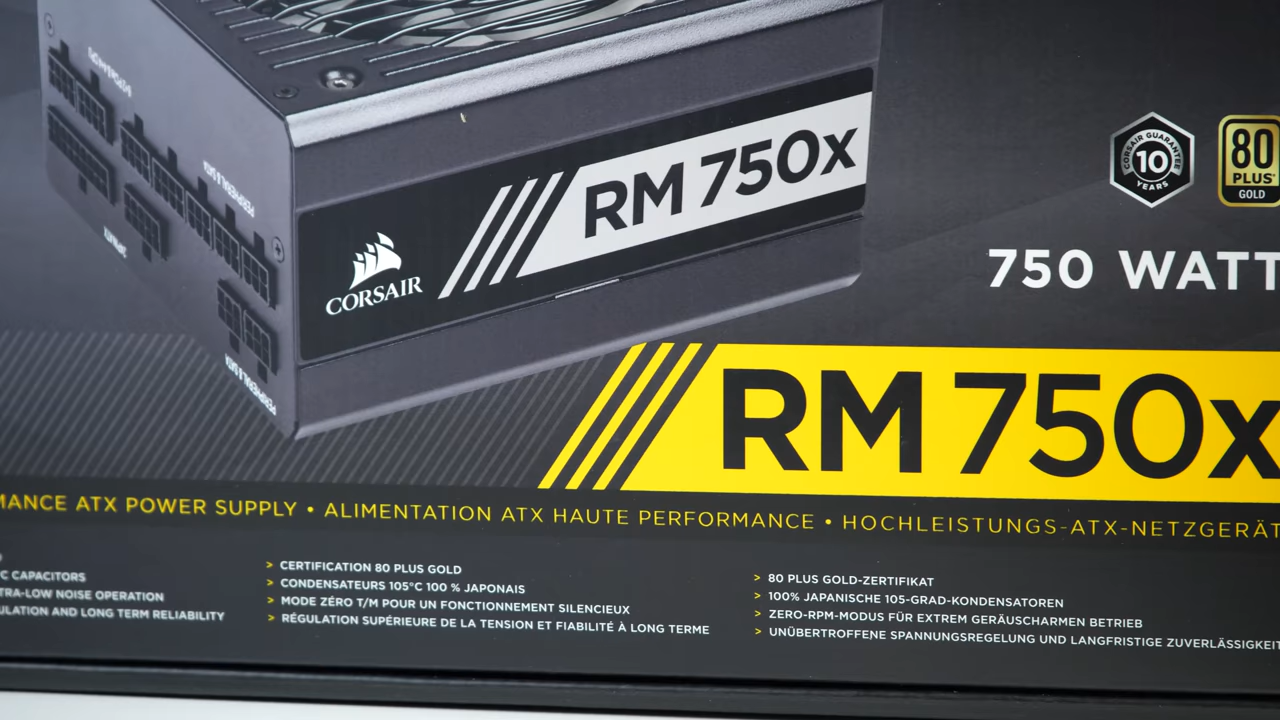 PERIPHERAL & SATA
CORSAIR
RM 750x
CORSAIR GUARANTEE
10
YEARS
80
PLUS
GOLD
750 WATT
RM 750x
MANCE ATX POWER SUPPLY • ALIMENTATION ATX HAUTE PERFORMANCE • HOCHLEISTUNGS-ATX-NETZGERÄT
°C CAPACITORS
TRA-LOW NOISE OPERATION
ULATION AND LONG TERM RELIABILITY
> CERTIFICATION 80 PLUS GOLD
> CONDENSATEURS 105°C 100 % JAPONAIS
> MODE ZÉRO T/M POUR UN FONCTIONNEMENT SILENCIEUX
> RÉGULATION SUPÉRIEURE DE LA TENSION ET FIABILITÉ À LONG TERME
> 80 PLUS GOLD-ZERTIFIKAT
> 100% JAPANISCHE 105-GRAD-KONDENSATOREN
> ZERO-RPM-MODUS FÜR EXTREM GERÄUSCHARMEN BETRIEB
> UNÜBERTROFFENE SPANNUNGSREGELUNG UND LANGFRISTIGE ZUVERLÄSSIGKEIT